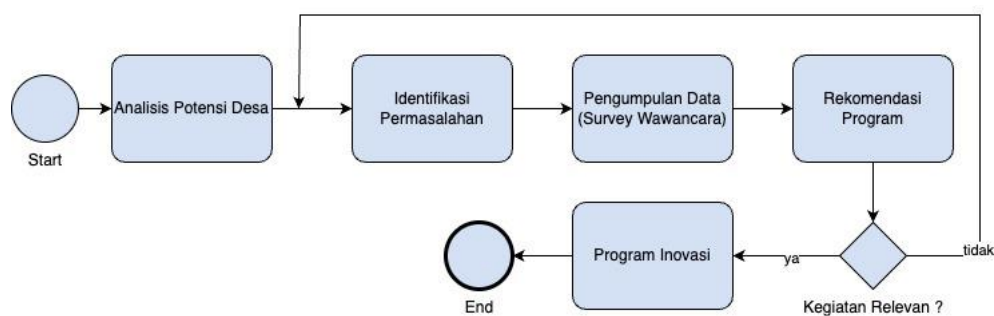 Start
Analisis Potensi Desa
Identifikasi
Permasalahan
Pengumpulan Data
(Survey Wawancara)
Rekomendasi
Program
Kegiatan Relevan ?
tidak
ya
Program Inovasi
End